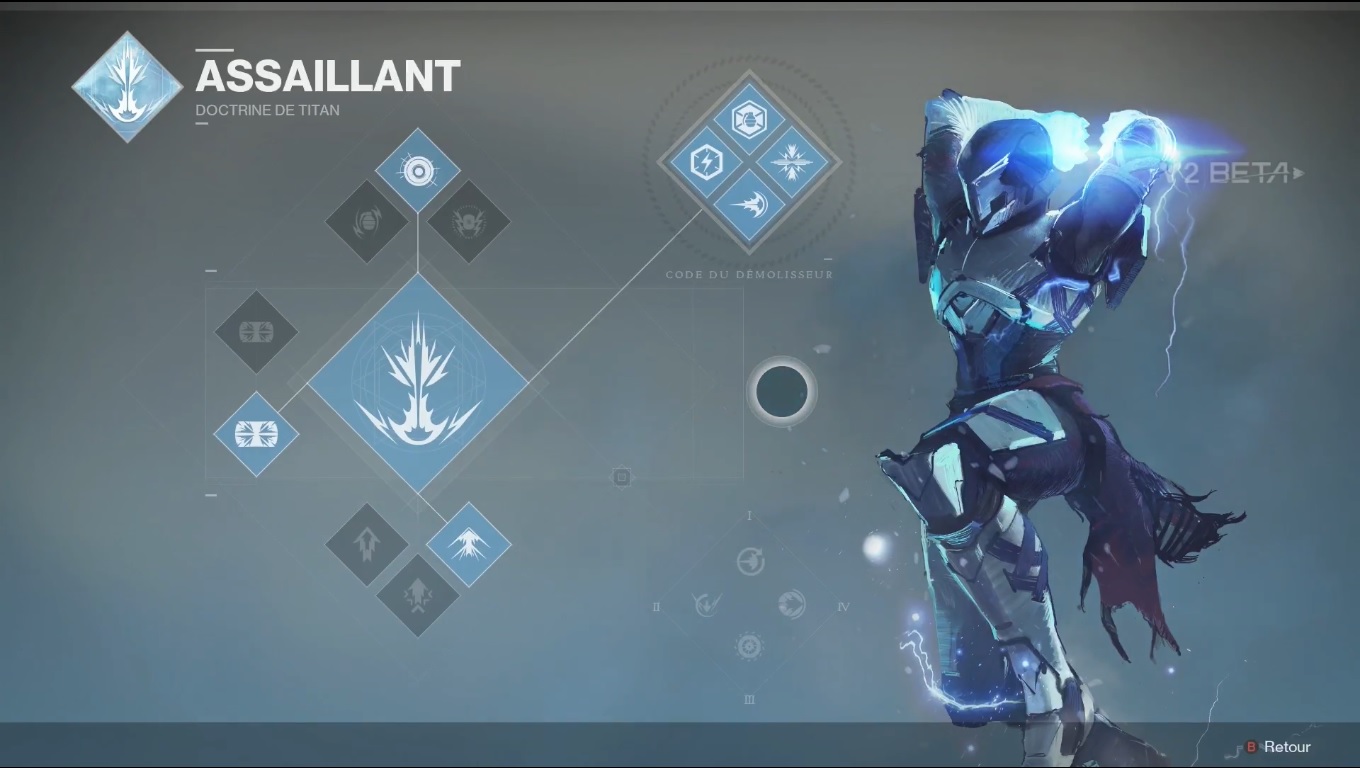 ASSAILLANT
DOCTRINE DE TITAN
2 BETA
CODE DU DÉMOLISSEUR
I
II
IV
III
B Retour